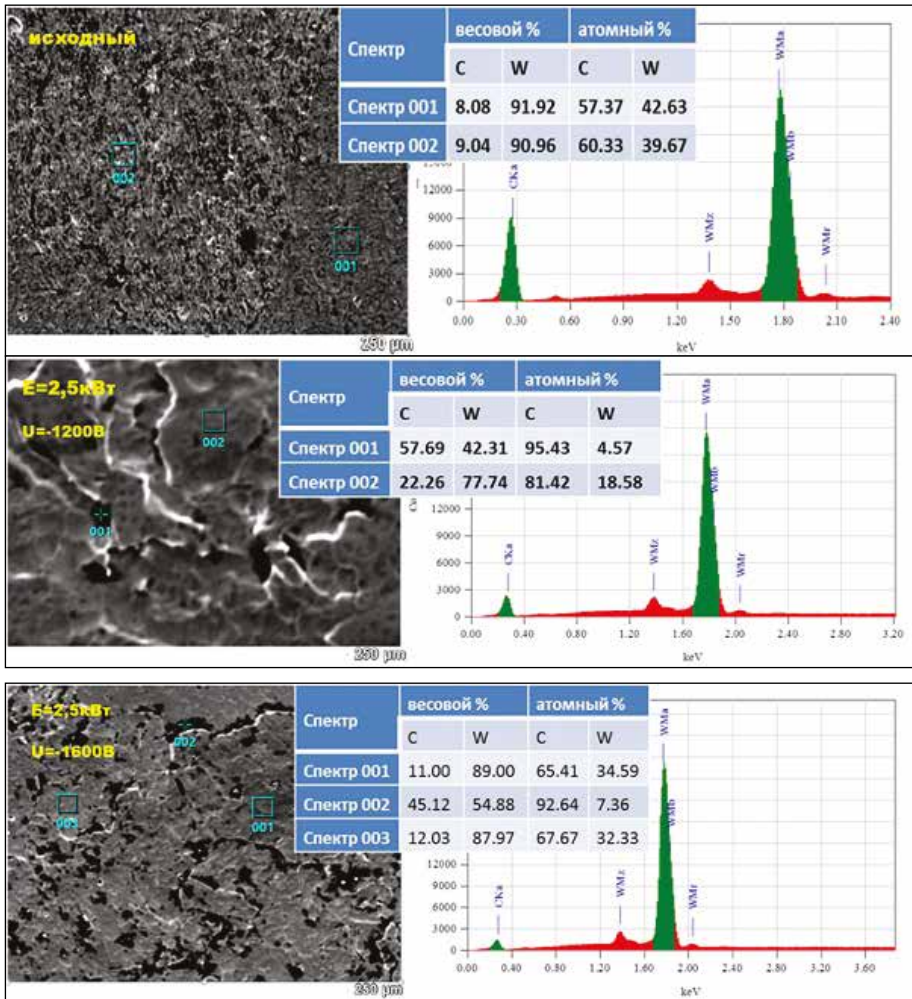 исходный
002
001
250 μm
Спектр весовой % атомный %
C W C W
Спектр 001 8.08 91.92 57.37 42.63
Спектр 002 9.04 90.96 60.33 39.67
CKa WMz WMa WMb WMr
12000
9000
6000
3000
0
0.00 0.30 0.60 0.90 1.20 1.50 1.80 2.10 2.40
keV
E=2,5кВт
U=-1200В
002
001
250 μm
Спектр весовой % атомный %
C W C W
Спектр 001 57.69 42.31 95.43 4.57
Спектр 002 22.26 77.74 81.42 18.58
CKa WMz WMa WMb WMr
12000
9000
6000
3000
0
0.00 0.40 0.80 1.20 1.60 2.00 2.40 2.80 3.20
keV
E=2,5кВт
U=-1600В
002
003
001
250 μm
Спектр весовой % атомный %
C W C W
Спектр 001 11.00 89.00 65.41 34.59
Спектр 002 45.12 54.88 92.64 7.36
Спектр 003 12.03 87.97 67.67 32.33
CKa WMz WMa WMb WMr
12000
9000
6000
3000
0
0.00 0.40 0.80 1.20 1.60 2.00 2.40 2.80 3.20 3.60
keV